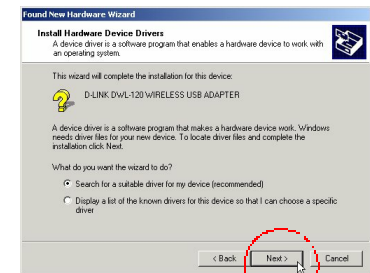 Found New Hardware Wizard
Install Hardware Device Drivers
A device driver is a software program that enables a hardware device to work with
an operating system.
This wizard will complete the installation for this device:
D-LINK DWL-120 WIRELESS USB ADAPTER
A device driver is a software program that makes a hardware device work. Windows
needs driver files for your new device. To locate driver files and complete the
installation click Next.
What do you want the wizard to do?
Search for a suitable driver for my device (recommended)
Display a list of the known drivers for this device so that I can choose a specific
driver
< Back Next > Cancel